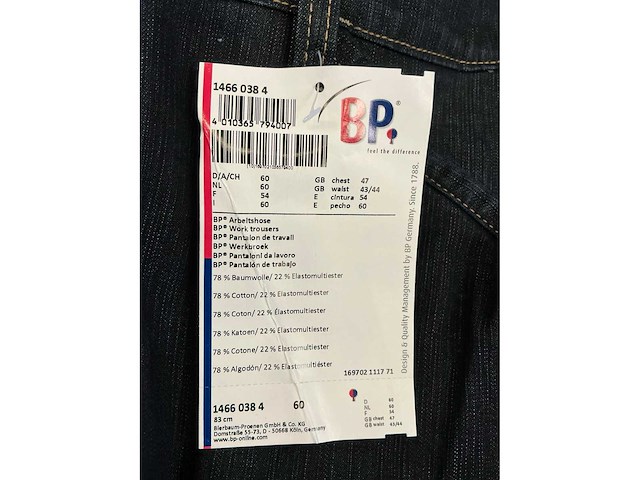 1466 038 4
4 010365 794007
BP.®
feel the difference
D/A/CH 60 GB chest 47
NL 60 GB waist 43/44
F 54 E cintura 54
I 60 E pecho 60
BP® Arbeitshose
BP® Work trousers
BP® Pantalon de travail
BP® Werkbroek
BP® Pantaloni da lavoro
BP® Pantalón de trabajo
78 % Baumwolle/ 22 % Elastomultiester
78 % Cotton/ 22 % Elastomultiester
78 % Coton/ 22 % Élastomultiester
78 % Katoen/ 22 % Elastomultiester
78 % Cotone/ 22 % Elastomultiester
78 % Algodón/ 22 % Elastomultiéster
169702 1117 71
Design & Quality Management by BP Germany. Since 1788.
1466 038 4 60
83 cm
Bierbaum-Proenen GmbH & Co. KG
Domstraße 55-73, D - 50668 Köln, Germany
www.bp-online.com
D 60
NL 60
F 54
GB chest 47
GB waist 43/44